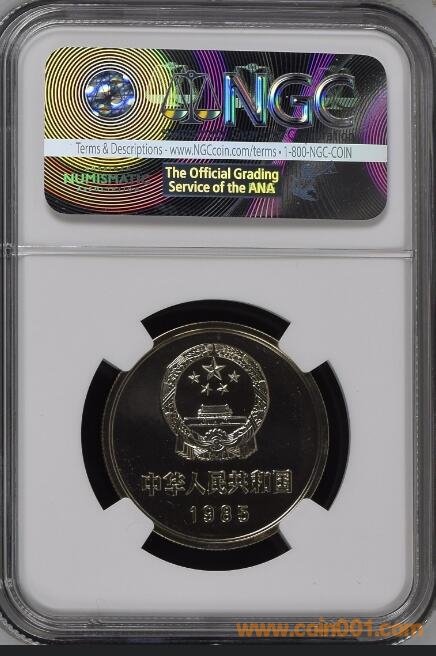 NGC
Terms & Descriptions - www.NGCcoin.com/terms • 1-800-NGC-COIN
NUMISMATIC
The Official Grading
Service of the ANA
中华人民共和国
1985
www.coin001.com